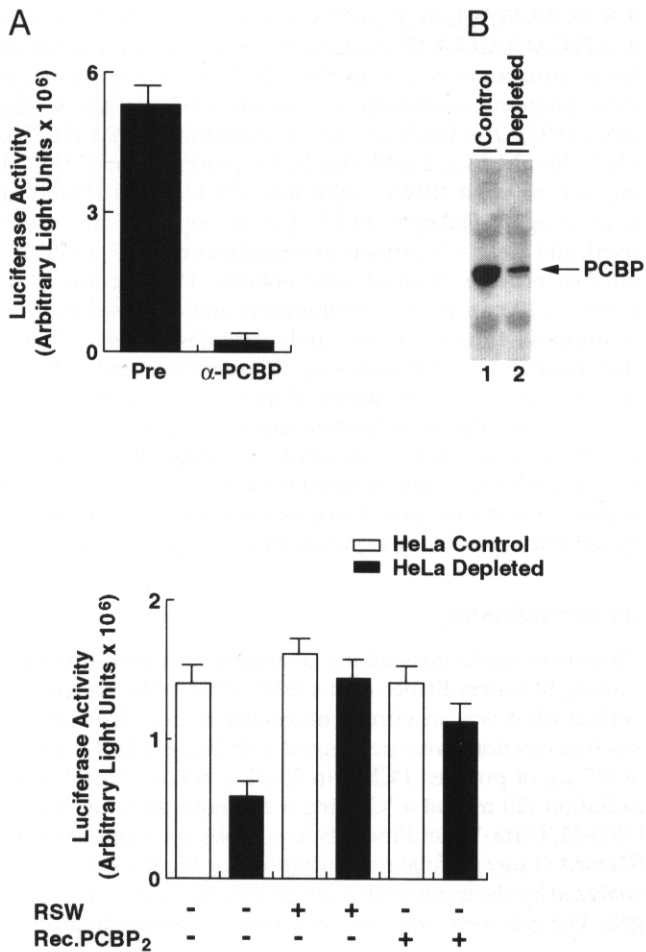 A
Luciferase Activity
(Arbitrary Light Units x 10⁶)
6
3
0
Pre
α-PCBP
B
Control
Depleted
PCBP
1
2
HeLa Control
HeLa Depleted
Luciferase Activity
(Arbitrary Light Units x 10⁶)
2
1
0
RSW - - + + - -
Rec.PCBP₂ - - - - + +